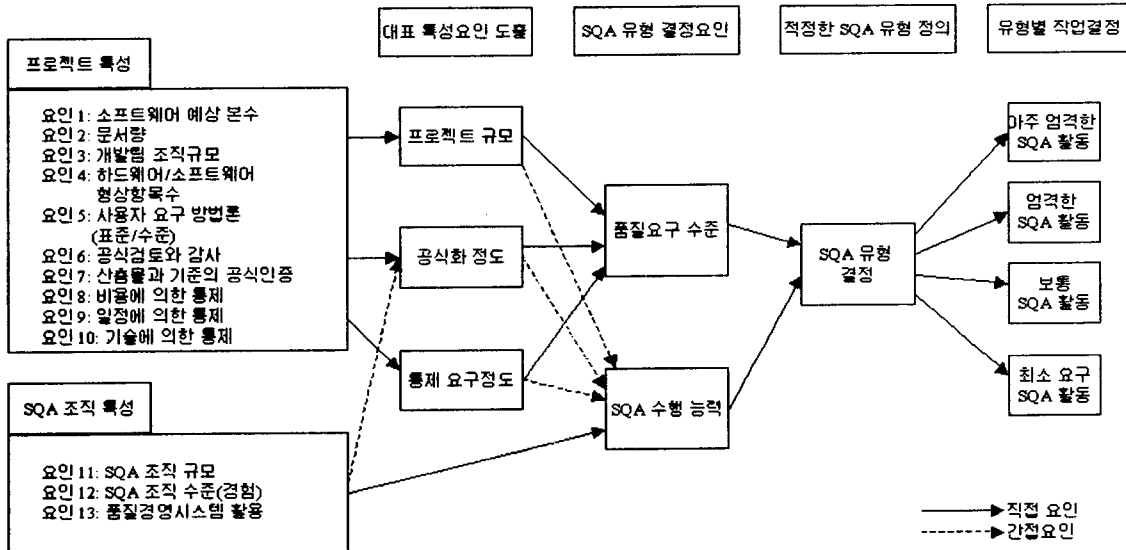 대표 특성요인 도출
SQA 유형 결정요인
적정한 SQA 유형 정의
유형별 작업결정
프로젝트 특성
요인 1: 소프트웨어 예상 본수
요인 2: 문서량
요인 3: 개발팀 조직규모
요인 4: 하드웨어/소프트웨어
형상항목수
요인 5: 사용자 요구 방법론
(표준/수준)
요인 6: 공식검토와 감사
요인 7: 산출물과 기준의 공식인증
요인 8: 비용에 의한 통제
요인 9: 일정에 의한 통제
요인 10: 기술에 의한 통제
SQA 조직 특성
요인 11: SQA 조직 규모
요인 12: SQA 조직 수준(경험)
요인 13: 품질경영시스템 활용
프로젝트 규모
공식화 정도
통제 요구정도
품질요구 수준
SQA 수행 능력
SQA 유형
결정
아주 엄격한
SQA 활동
엄격한
SQA 활동
보통
SQA 활동
최소 요구
SQA 활동
직접 요인
간접요인